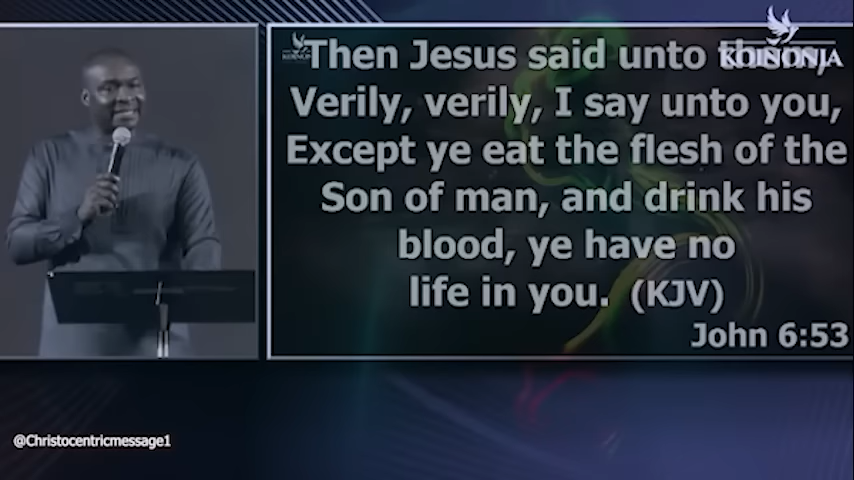 Then Jesus said unto them,
Verily, verily, I say unto you,
Except ye eat the flesh of the
Son of man, and drink his
blood, ye have no
life in you. (KJV)
John 6:53
KOINONIA
@Christocentricmessage1